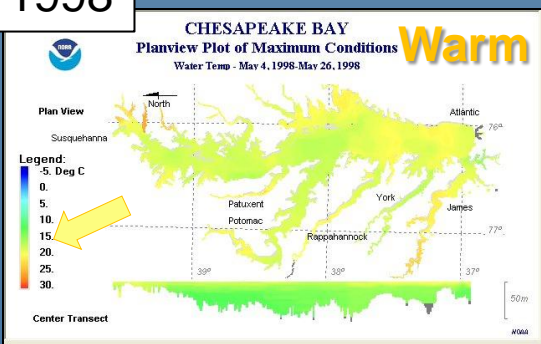 1998
CHESAPEAKE BAY
Planview Plot of Maximum Conditions
Water Temp - May 4, 1998-May 26, 1998
Warm
NOAA
Plan View
North
Atlantic
Susquehanna
76°
Legend:
-5. Deg C
0.
5.
10.
15.
20.
25.
30.
Patuxent
Potomac
York
James
Rappahannock
77°
39°
38°
37°
50m
Center Transect
NOAA